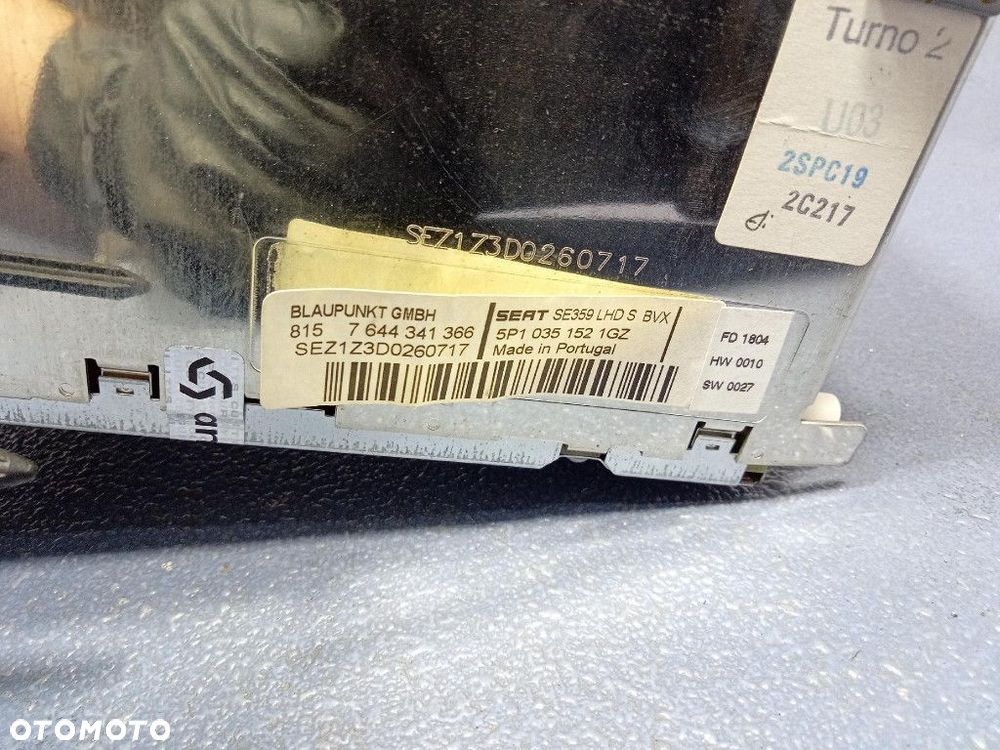 Turno 2
U03
2SPC19
2C217
SEZ1Z3D0260717
BLAUPUNKT GMBH
815 7 644 341 366
SEZ1Z3D0260717
SEAT SE359 LHD S BVX
5P1 035 152 1GZ
Made in Portugal
FD 1804
HW 0010
SW 0027
OTOMOTO